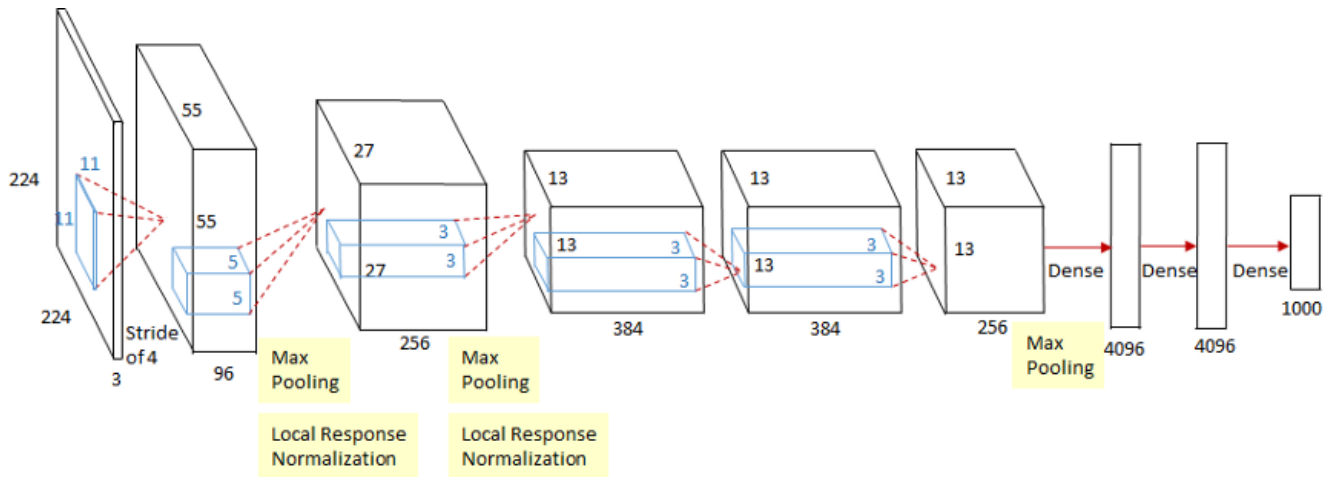 224
11
11
224
3
Stride
of 4
55
55
5
5
96
Max
Pooling
Local Response
Normalization
27
27
3
3
256
Max
Pooling
Local Response
Normalization
13
13
3
3
384
13
13
3
3
384
13
13
256
Max
Pooling
Dense
4096
Dense
4096
Dense
1000